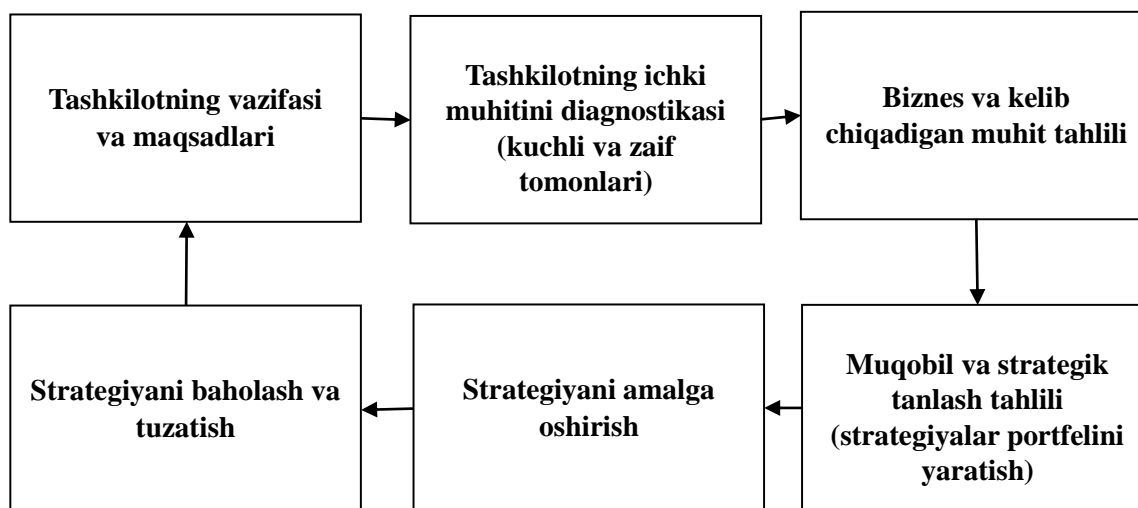 Tashkilotning vazifasi
va maqsadlari
Tashkilotning ichki
muhitini diagnostikasi
(kuchli va zaif
tomonlari)
Biznes va kelib
chiqadigan muhit tahlili
Muqobil va strategik
tanlash tahlili
(strategiyalar portfelini
yaratish)
Strategiyani amalga
oshirish
Strategiyani baholash va
tuzatish